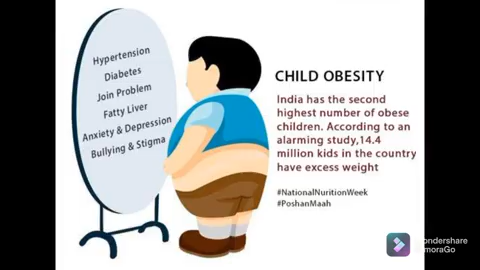 Hypertension
Diabetes
Join Problem
Fatty Liver
Anxiety & Depression
Bullying & Stigma
CHILD OBESITY
India has the second
highest number of obese
children. According to an
alarming study,14.4
million kids in the country
have excess weight
#NationalNuritionWeek
#PoshanMaah
ondershare
moraGo